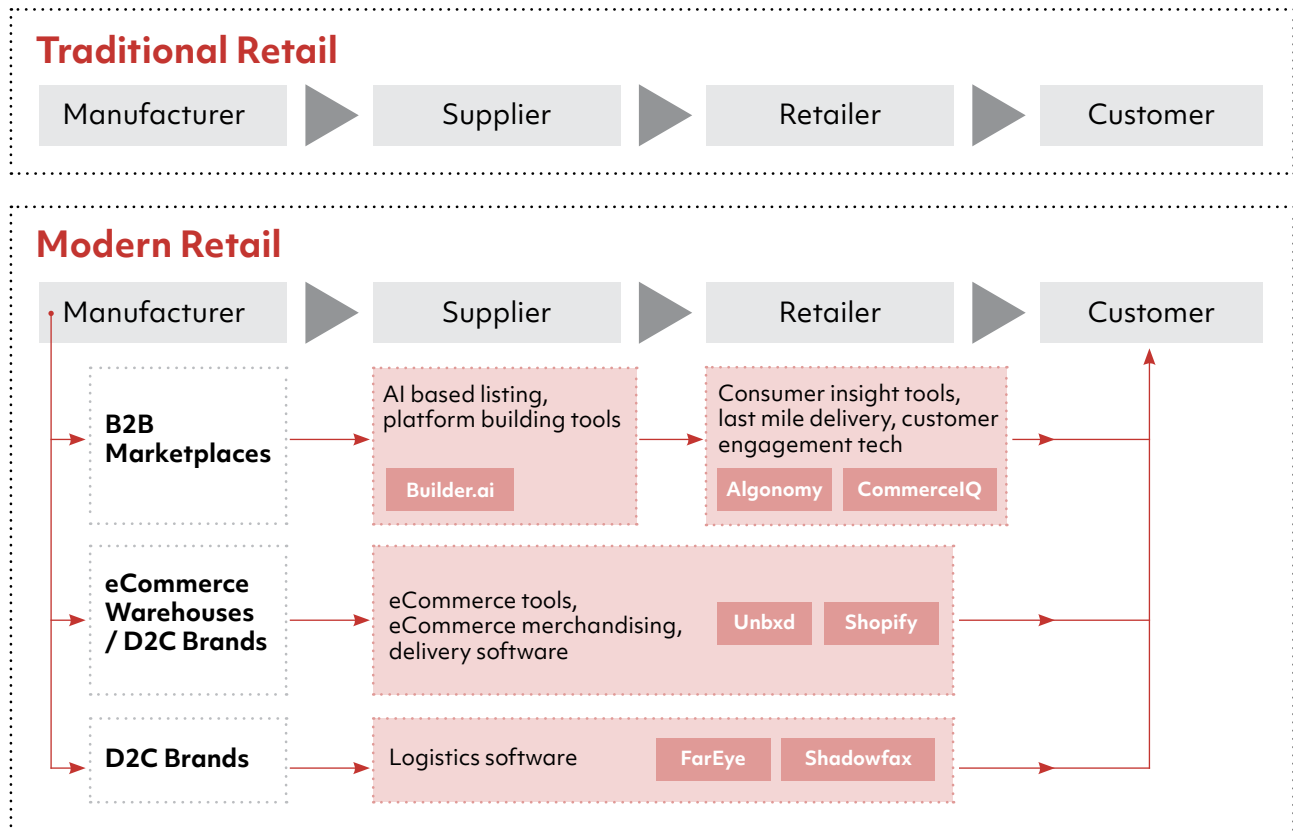 Traditional Retail
Manufacturer
Supplier
Retailer
Customer
Modern Retail
Manufacturer
Supplier
Retailer
Customer
B2B
Marketplaces
AI based listing,
platform building tools
Builder.ai
Consumer insight tools,
last mile delivery, customer
engagement tech
Algonomy
CommerceIQ
eCommerce
Warehouses
/ D2C Brands
eCommerce tools,
eCommerce merchandising,
delivery software
Unbxd
Shopify
D2C Brands
Logistics software
FarEye
Shadowfax